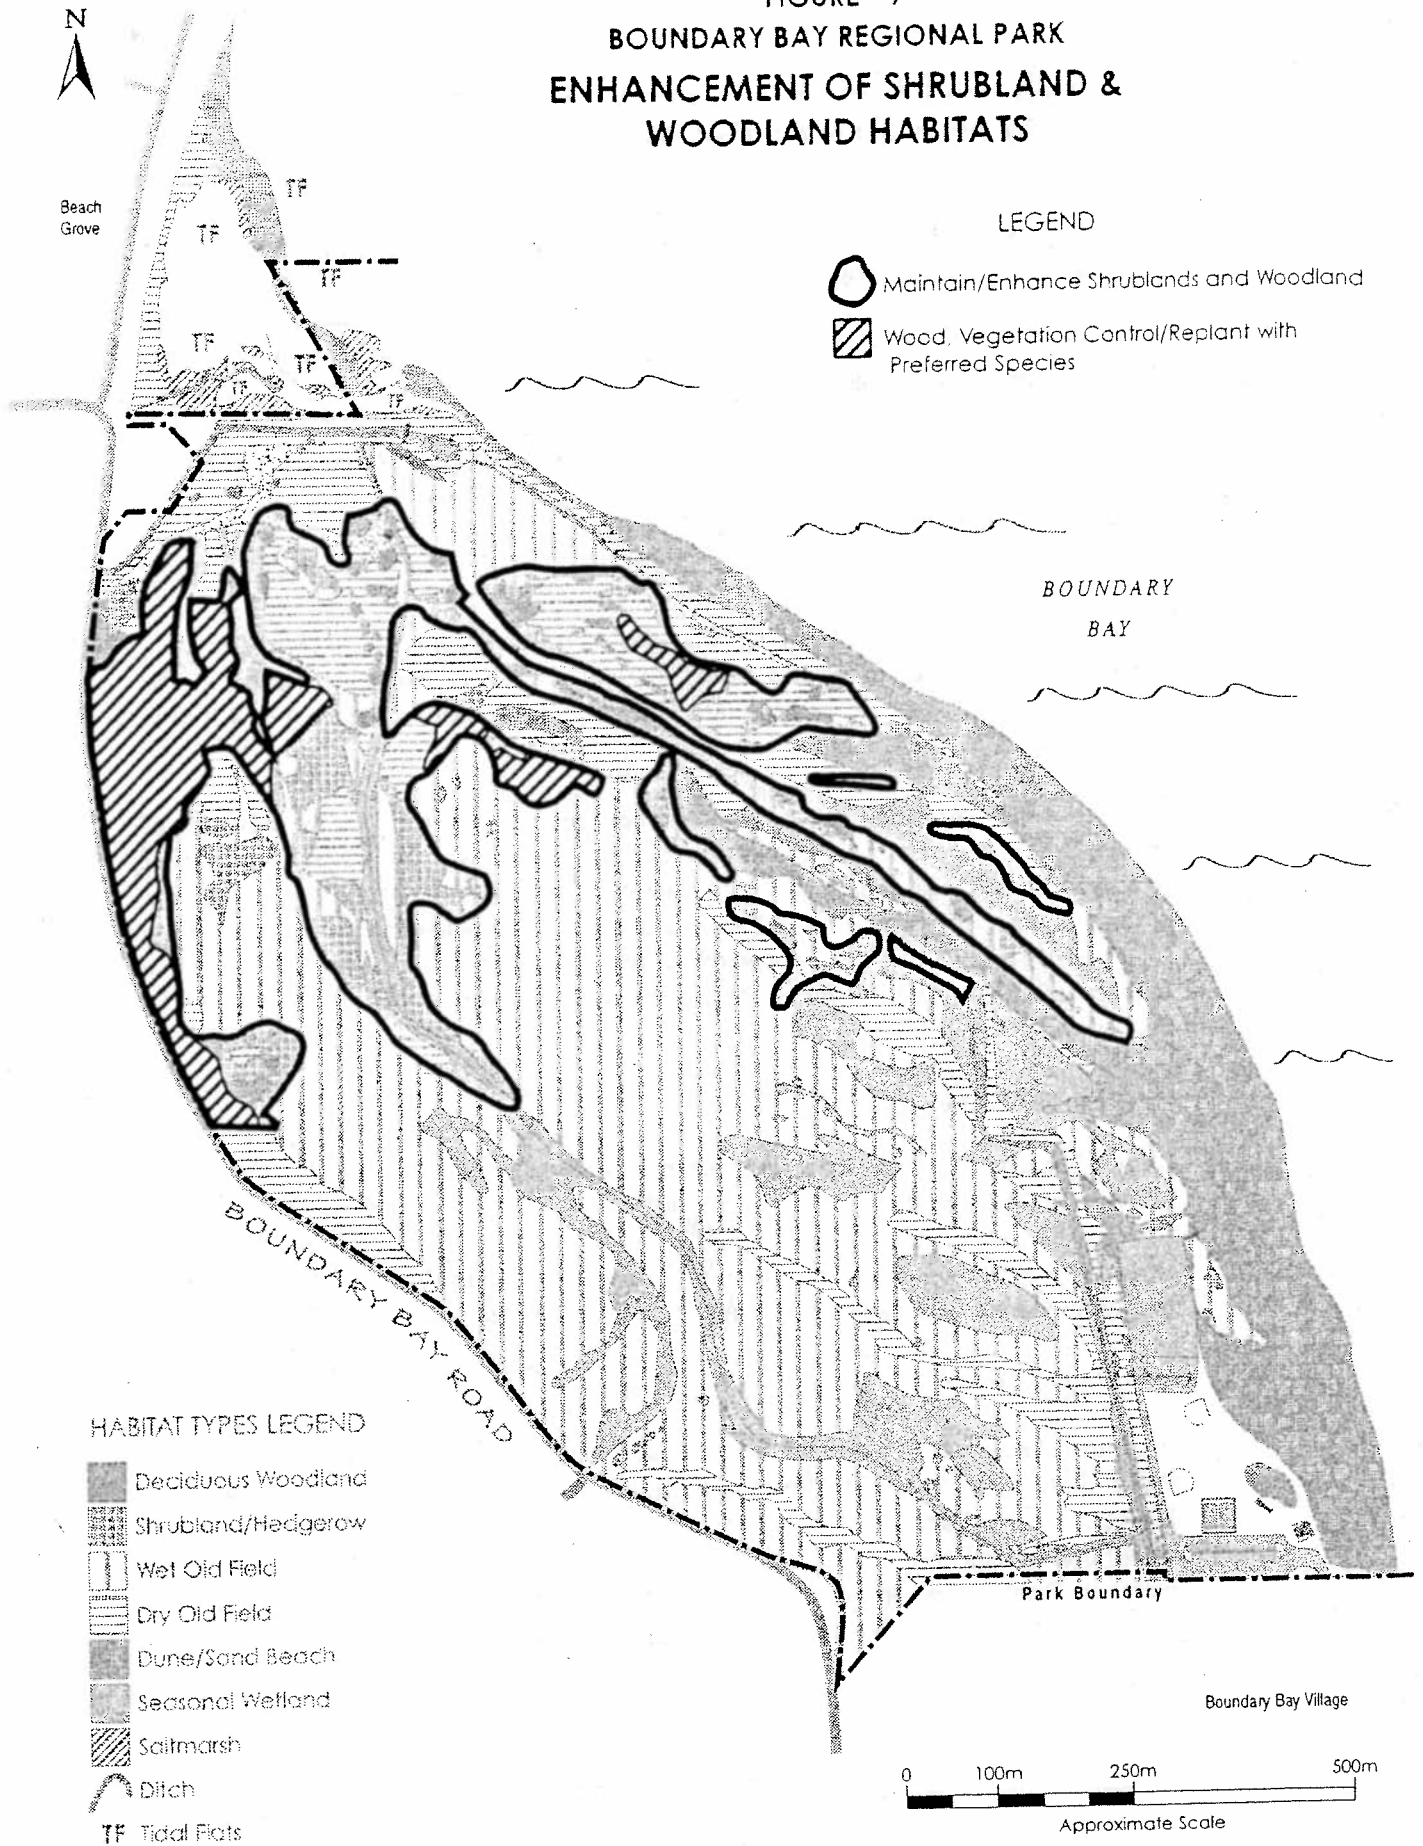 FIGURE 7
BOUNDARY BAY REGIONAL PARK
ENHANCEMENT OF SHRUBLAND &
WOODLAND HABITATS
N
Beach
Grove
TF
TF
TF
TF
TF
TF
TF
LEGEND
Maintain/Enhance Shrublands and Woodland
Wood, Vegetation Control/Replant with
Preferred Species
BOUNDARY
BAY
BOUNDARY BAY ROAD
HABITAT TYPES LEGEND
Deciduous Woodland
Shrubland/Hedgerow
Wet Old Field
Dry Old Field
Dune/Sand Beach
Seasonal Wetland
Saltmarsh
Ditch
TF Tidal Flats
Park Boundary
Boundary Bay Village
0 100m 250m 500m
Approximate Scale